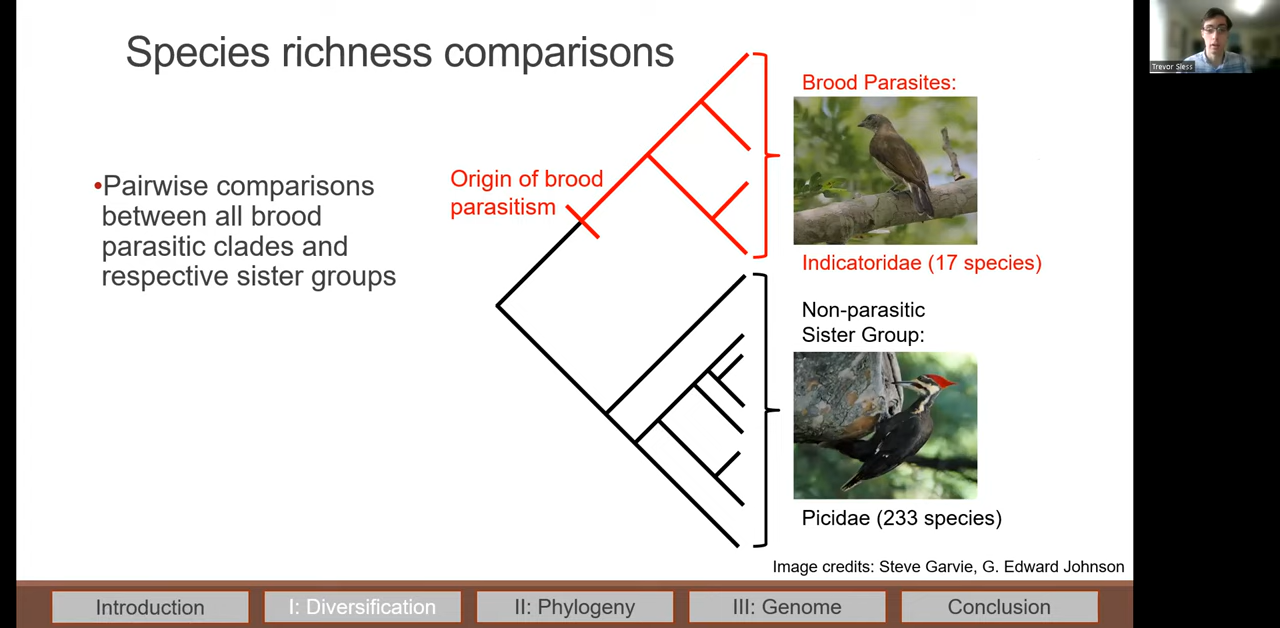 Species richness comparisons
•Pairwise comparisons
between all brood
parasitic clades and
respective sister groups
Origin of brood
parasitism
Brood Parasites:
Indicatoridae (17 species)
Non-parasitic
Sister Group:
Picidae (233 species)
Image credits: Steve Garvie, G. Edward Johnson
Introduction
I: Diversification
II: Phylogeny
III: Genome
Conclusion
Trevor Sless